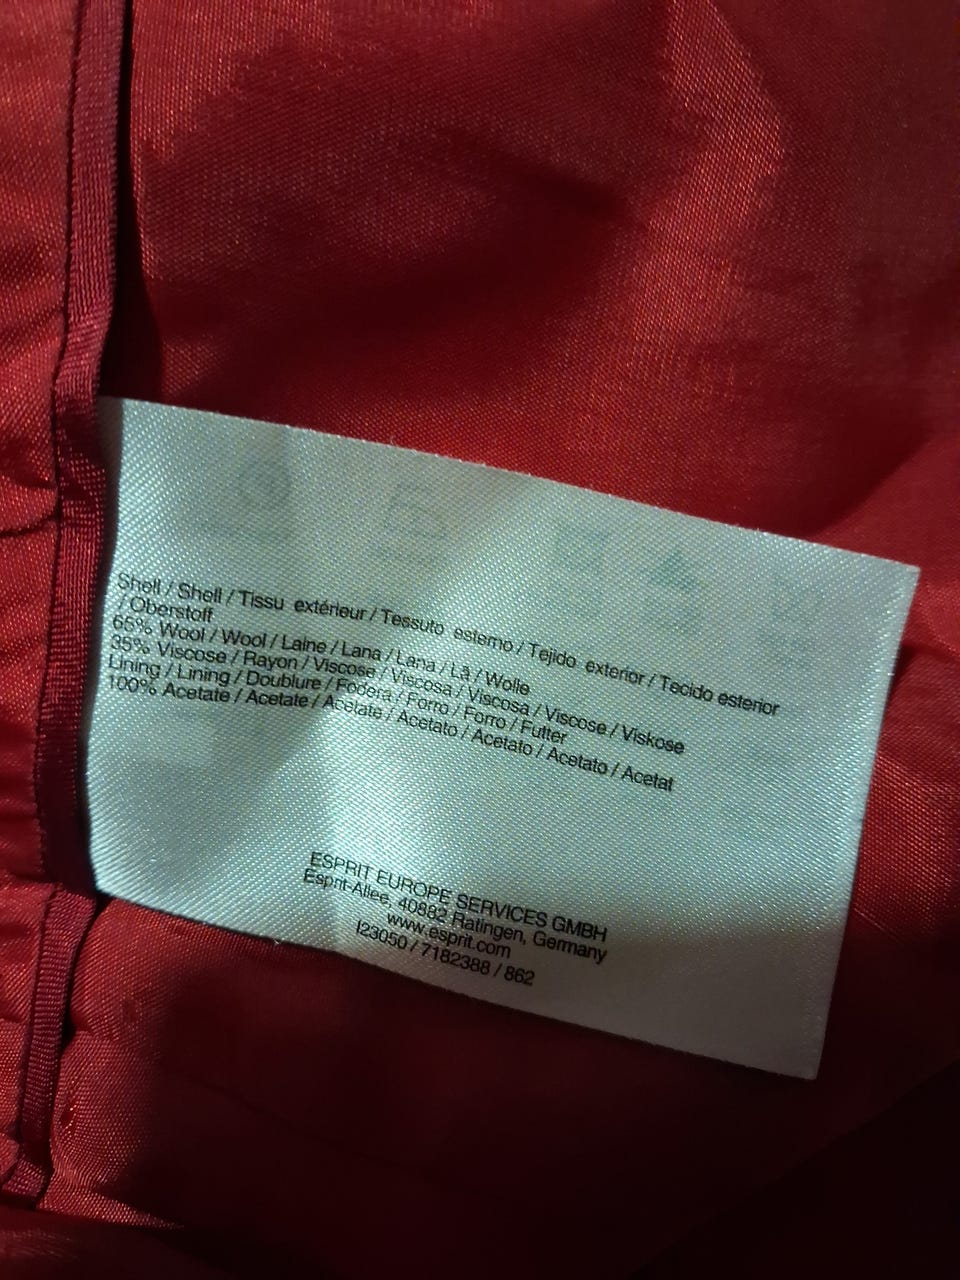 Shell / Shell / Tissu extérieur / Tessuto esterno / Tejido exterior / Tecido esterior
/ Oberstoff
65% Wool / Wool / Laine / Lana / Lana / Lã / Wolle
35% Viscose / Rayon / Viscose / Viscosa / Viscosa / Viscose / Viskose
Lining / Lining / Doublure / Fodera / Forro / Forro / Futter
100% Acetate / Acetate / Acetate / Acetato / Acetato / Acetato / Acetat
ESPRIT EUROPE SERVICES GMBH
Esprit-Allee, 40882 Ratingen, Germany
www.esprit.com
I23050 / 7182388 / 862